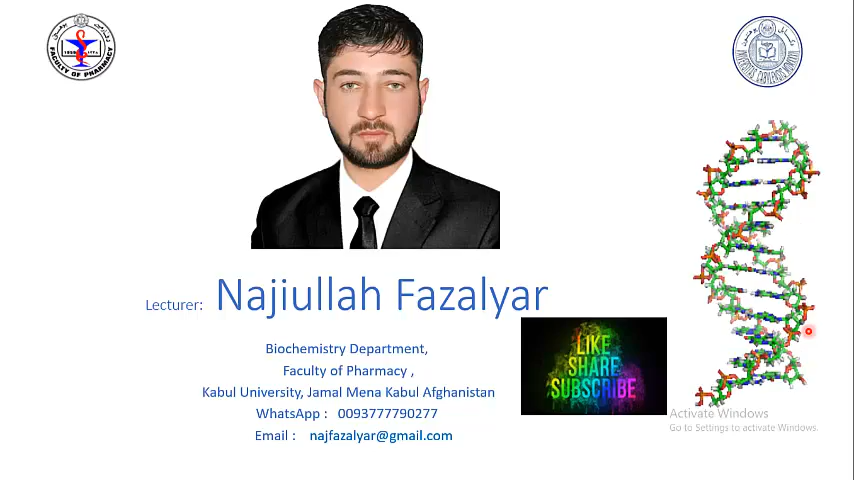 FACULTY OF PHARMACY
Lecturer: Najiullah Fazalyar
Biochemistry Department,
Faculty of Pharmacy ,
Kabul University, Jamal Mena Kabul Afghanistan
WhatsApp : 0093777790277
Email : najfazalyar@gmail.com
LIKE
SHARE
SUBSCRIBE
Activate Windows
Go to Settings to activate Windows.